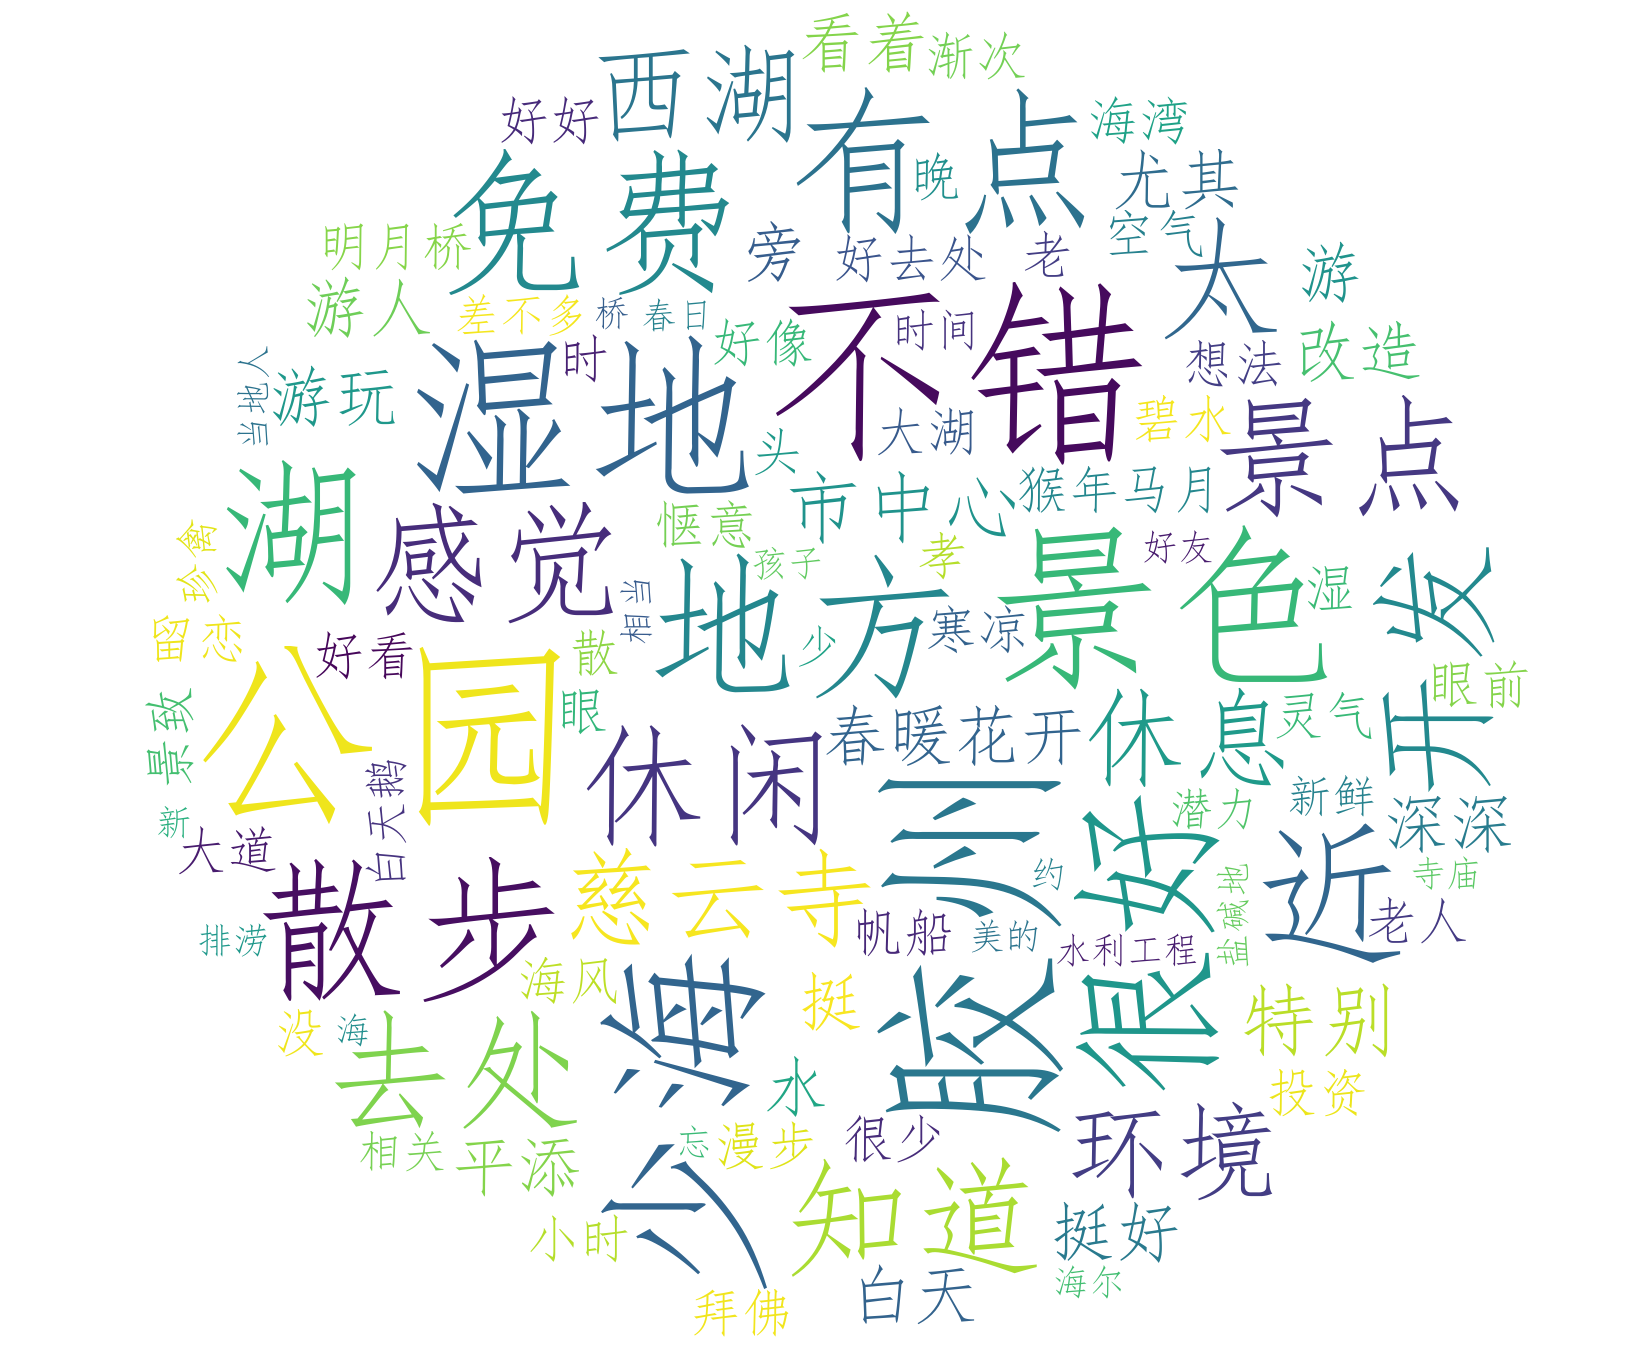 看着
渐次
西湖
好好
有点
海湾
免费
晚
尤其
明月桥
旁
好去处
老
空气
太
游
游人
差不多
桥
春日
不错
时间
好像
时
湿地
当地人
游玩
想法
改造
大湖
碧水
景点
头
市中心
猴年马月
湖
感觉
惬意
孝
好友
珍禽
孩子
地方
景色
开发
湿
相当
留恋
好看
散
少
寒凉
公园
眼
景致
休闲
春暖花开
休息
灵气
眼前
白天鹅
新
大道
胶州
很好
潜力
新鲜
深深
散步
慈云寺
约
盐碱地
近
寺庙
老人
排涝
帆船
美的
水利工程
海风
少海
挺
特别
没
海
去处
水
投资
相关
平添
忘
漫步
很少
环境
知道
挺好
小时
白天
海尔
拜佛